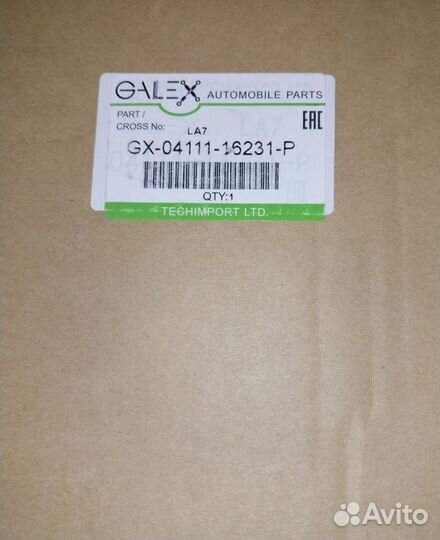 GALEX AUTOMOBILE PARTS
PART /
CROSS No:
LA7
EAC
GX-04111-16231-P
QTY:1
TECHIMPORT LTD.
Avito